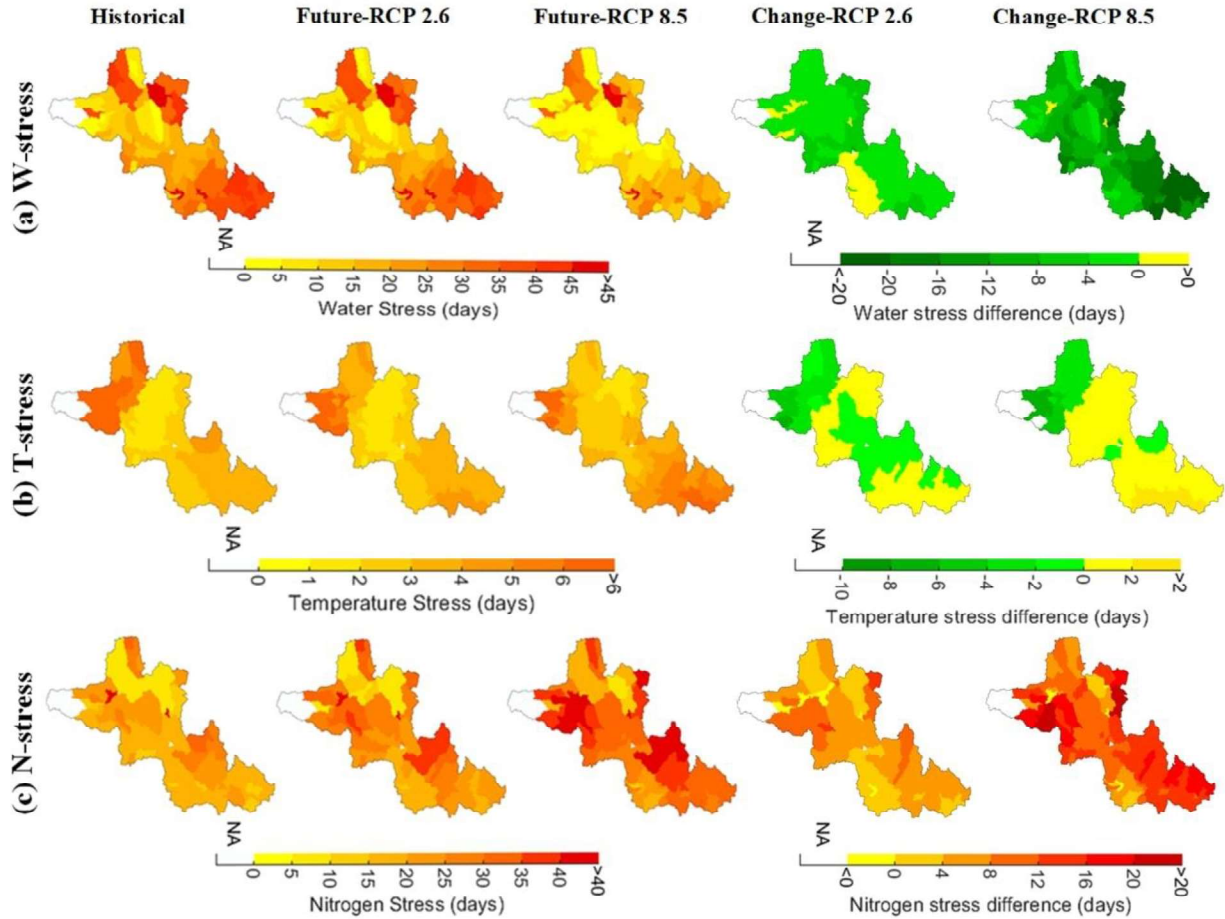 Historical Future-RCP 2.6 Future-RCP 8.5 Change-RCP 2.6 Change-RCP 8.5
(a) W-stress
NA 0 5 10 15 20 25 30 35 40 45 >45
Water Stress (days)
NA <-20 -20 -16 -12 -8 -4 0 >0
Water stress difference (days)
(b) T-stress
NA 0 1 2 3 4 5 6 >6
Temperature Stress (days)
NA -10 -8 -6 -4 -2 0 2 >2
Temperature stress difference (days)
(c) N-stress
NA 0 5 10 15 20 25 30 35 40 >40
Nitrogen Stress (days)
NA <0 0 4 8 12 16 20 >20
Nitrogen stress difference (days)